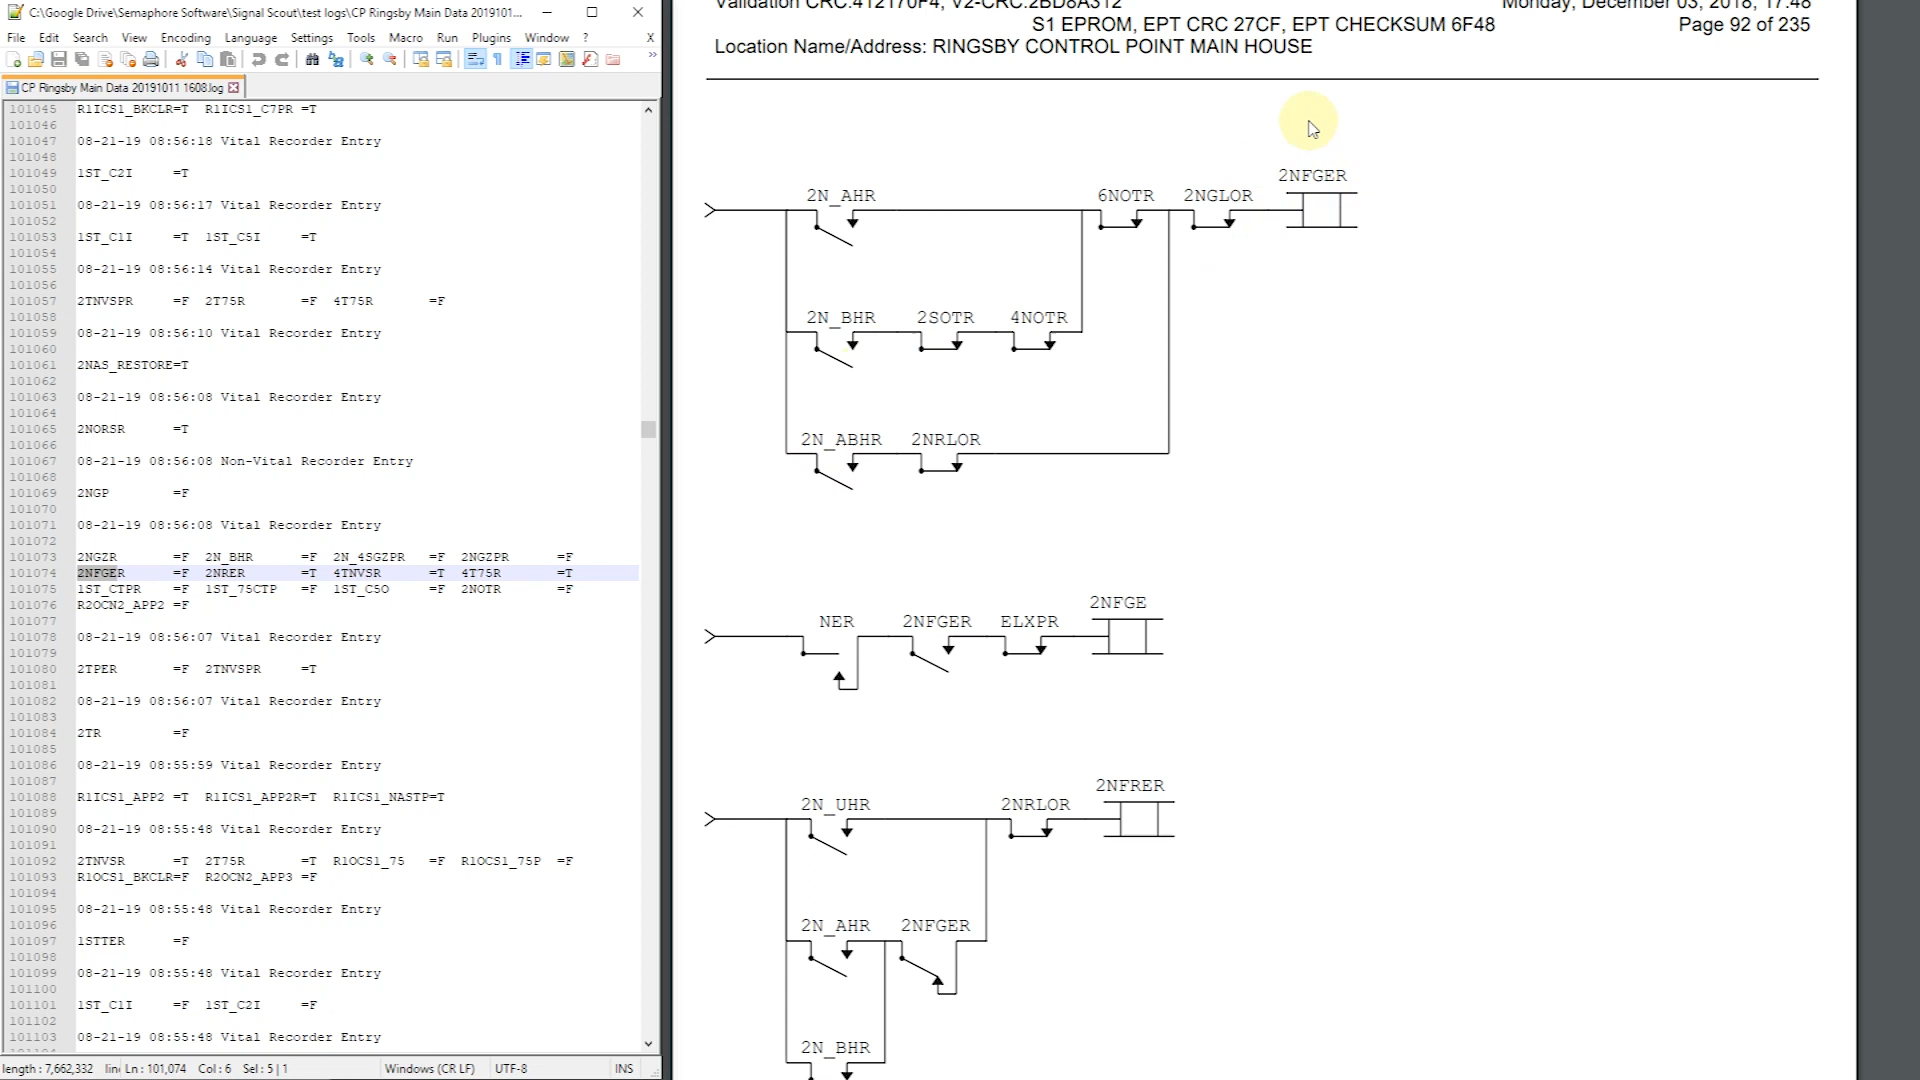 C:\Google Drive\Semaphore Software\Signal Scout\test logs\CP Ringsby Main Data 2019101...
File Edit Search View Encoding Language Settings Tools Macro Run Plugins Window ? X
CP Ringsby Main Data 20191011 1608.log
101045 R1ICS1_BKCLR=T R1ICS1_C7PR =T
101046
101047 08-21-19 08:56:18 Vital Recorder Entry
101048
101049 1ST_C2I =T
101050
101051 08-21-19 08:56:17 Vital Recorder Entry
101052
101053 1ST_C1I =T 1ST_C5I =T
101054
101055 08-21-19 08:56:14 Vital Recorder Entry
101056
101057 2TNVSPR =F 2T75R =F 4T75R =F
101058
101059 08-21-19 08:56:10 Vital Recorder Entry
101060
101061 2NAS_RESTORE=T
101062
101063 08-21-19 08:56:08 Vital Recorder Entry
101064
101065 2NORSR =T
101066
101067 08-21-19 08:56:08 Non-Vital Recorder Entry
101068
101069 2NGP =F
101070
101071 08-21-19 08:56:08 Vital Recorder Entry
101072
101073 2NGZR =F 2N_BHR =F 2N_4SGZPR =F 2NGZPR =F
101074 2NFGER =F 2NRER =T 4TNVSR =T 4T75R =T
101075 1ST_CTPR =F 1ST_75CTP =F 1ST_C5O =F 2NOTR =F
101076 R2OCN2_APP2 =F
101077
101078 08-21-19 08:56:07 Vital Recorder Entry
101079
101080 2TPER =F 2TNVSPR =T
101081
101082 08-21-19 08:56:07 Vital Recorder Entry
101083
101084 2TR =F
101085
101086 08-21-19 08:55:59 Vital Recorder Entry
101087
101088 R1ICS1_APP2 =T R1ICS1_APP2R=T R1ICS1_NASTP=T
101089
101090 08-21-19 08:55:48 Vital Recorder Entry
101091
101092 2TNVSR =T 2T75R =T R1OCS1_75 =F R1OCS1_75P =F
101093 R1OCS1_BKCLR=F R2OCN2_APP3 =F
101094
101095 08-21-19 08:55:48 Vital Recorder Entry
101096
101097 1STTER =F
101098
101099 08-21-19 08:55:48 Vital Recorder Entry
101100
101101 1ST_C1I =F 1ST_C2I =F
101102
101103 08-21-19 08:55:48 Vital Recorder Entry
length : 7,662,332 Ln : 101,074 Col : 6 Sel : 5 | 1 Windows (CR LF) UTF-8 INS
Validation CRC:412170F4, V2-CRC:2BD8A312 Monday, December 03, 2018, 17:48
S1 EPROM, EPT CRC 27CF, EPT CHECKSUM 6F48 Page 92 of 235
Location Name/Address: RINGSBY CONTROL POINT MAIN HOUSE
2NFGER
2N_AHR 6NOTR 2NGLOR
2N_BHR 2SOTR 4NOTR
2N_ABHR 2NRLOR
2NFGE
NER 2NFGER ELXPR
2NFRER
2N_UHR 2NRLOR
2N_AHR 2NFGER
2N_BHR